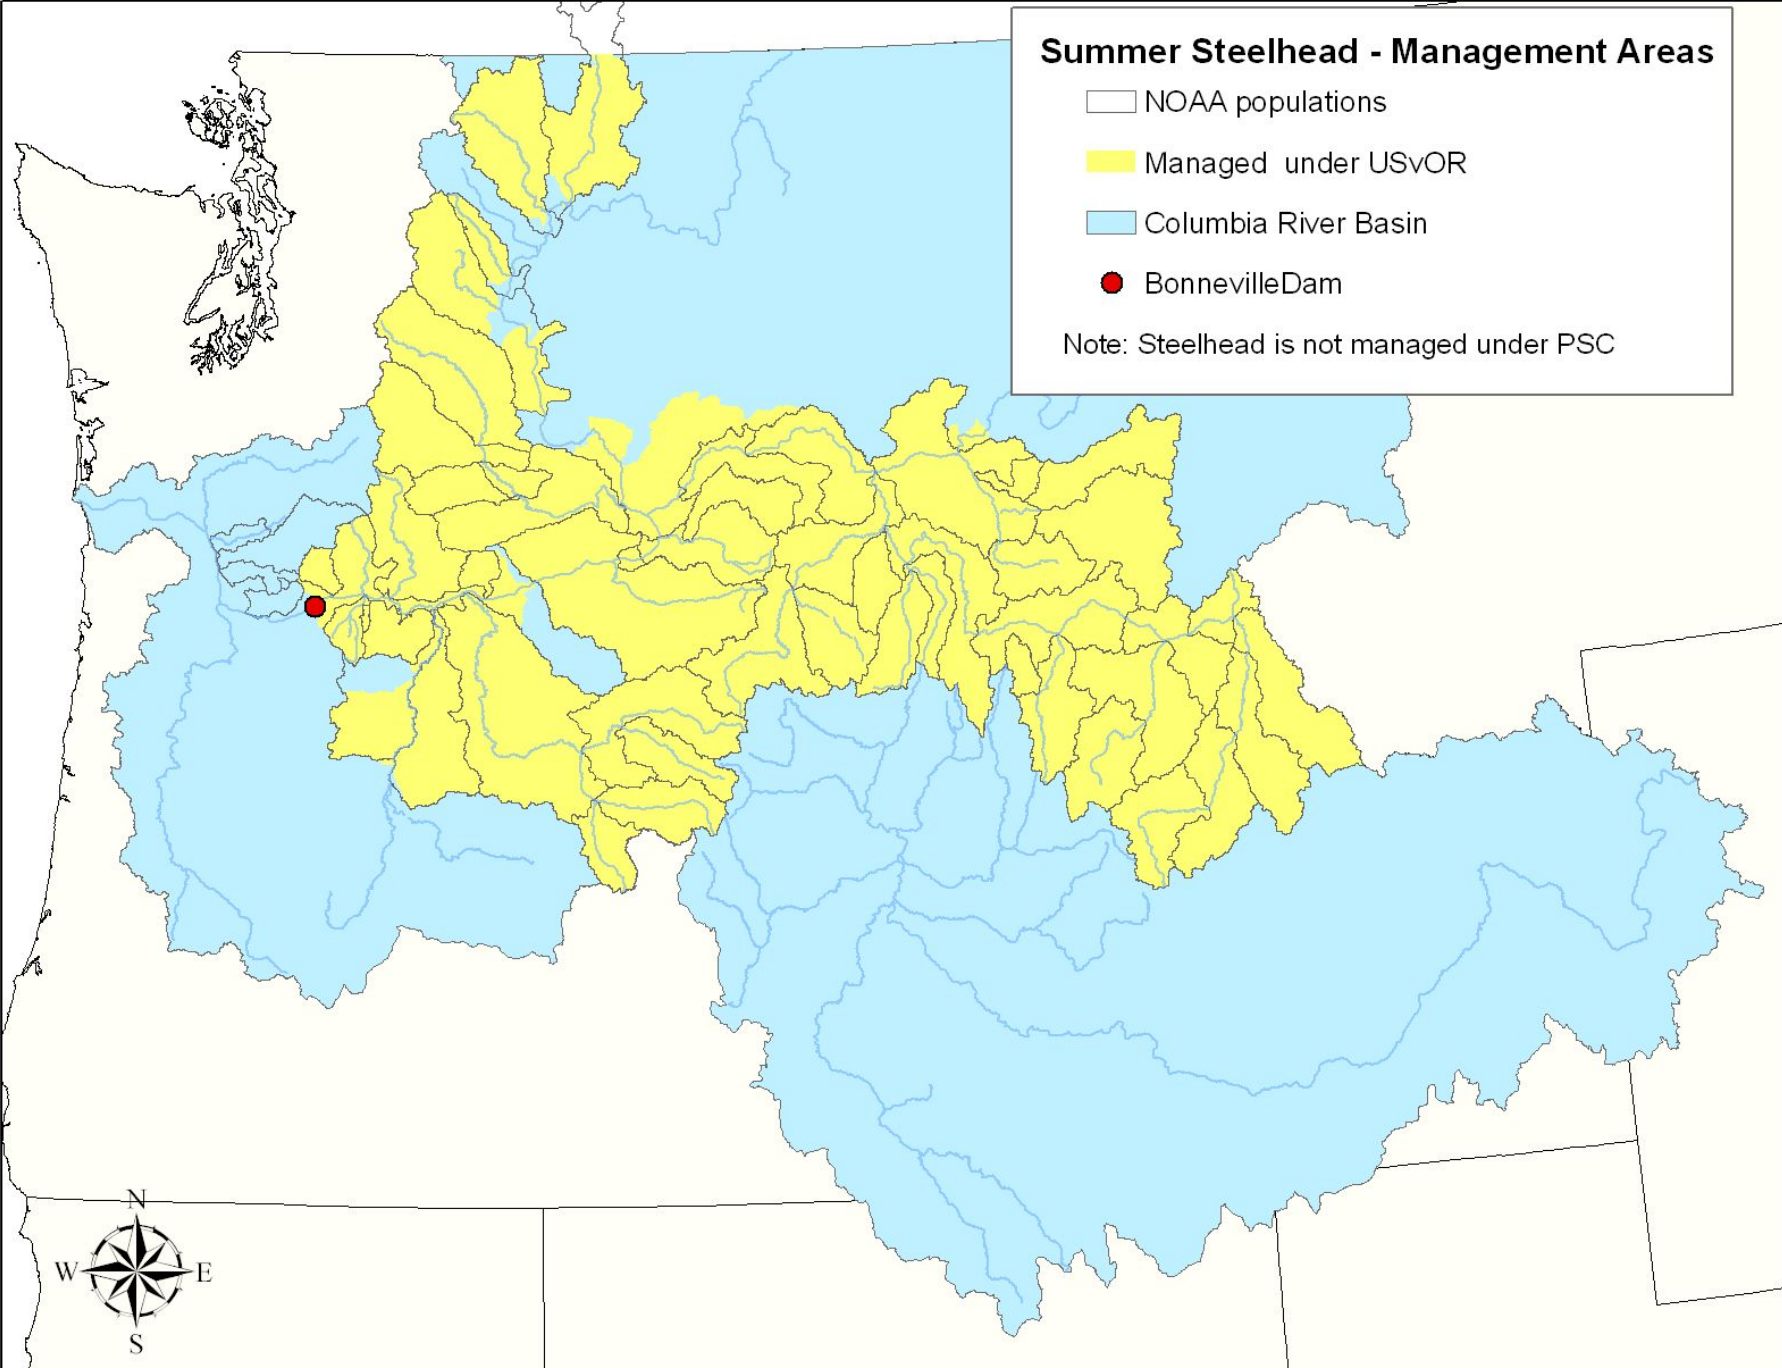 Summer Steelhead - Management Areas
NOAA populations
Managed under USvOR
Columbia River Basin
BonnevilleDam
Note: Steelhead is not managed under PSC
N
W E
S